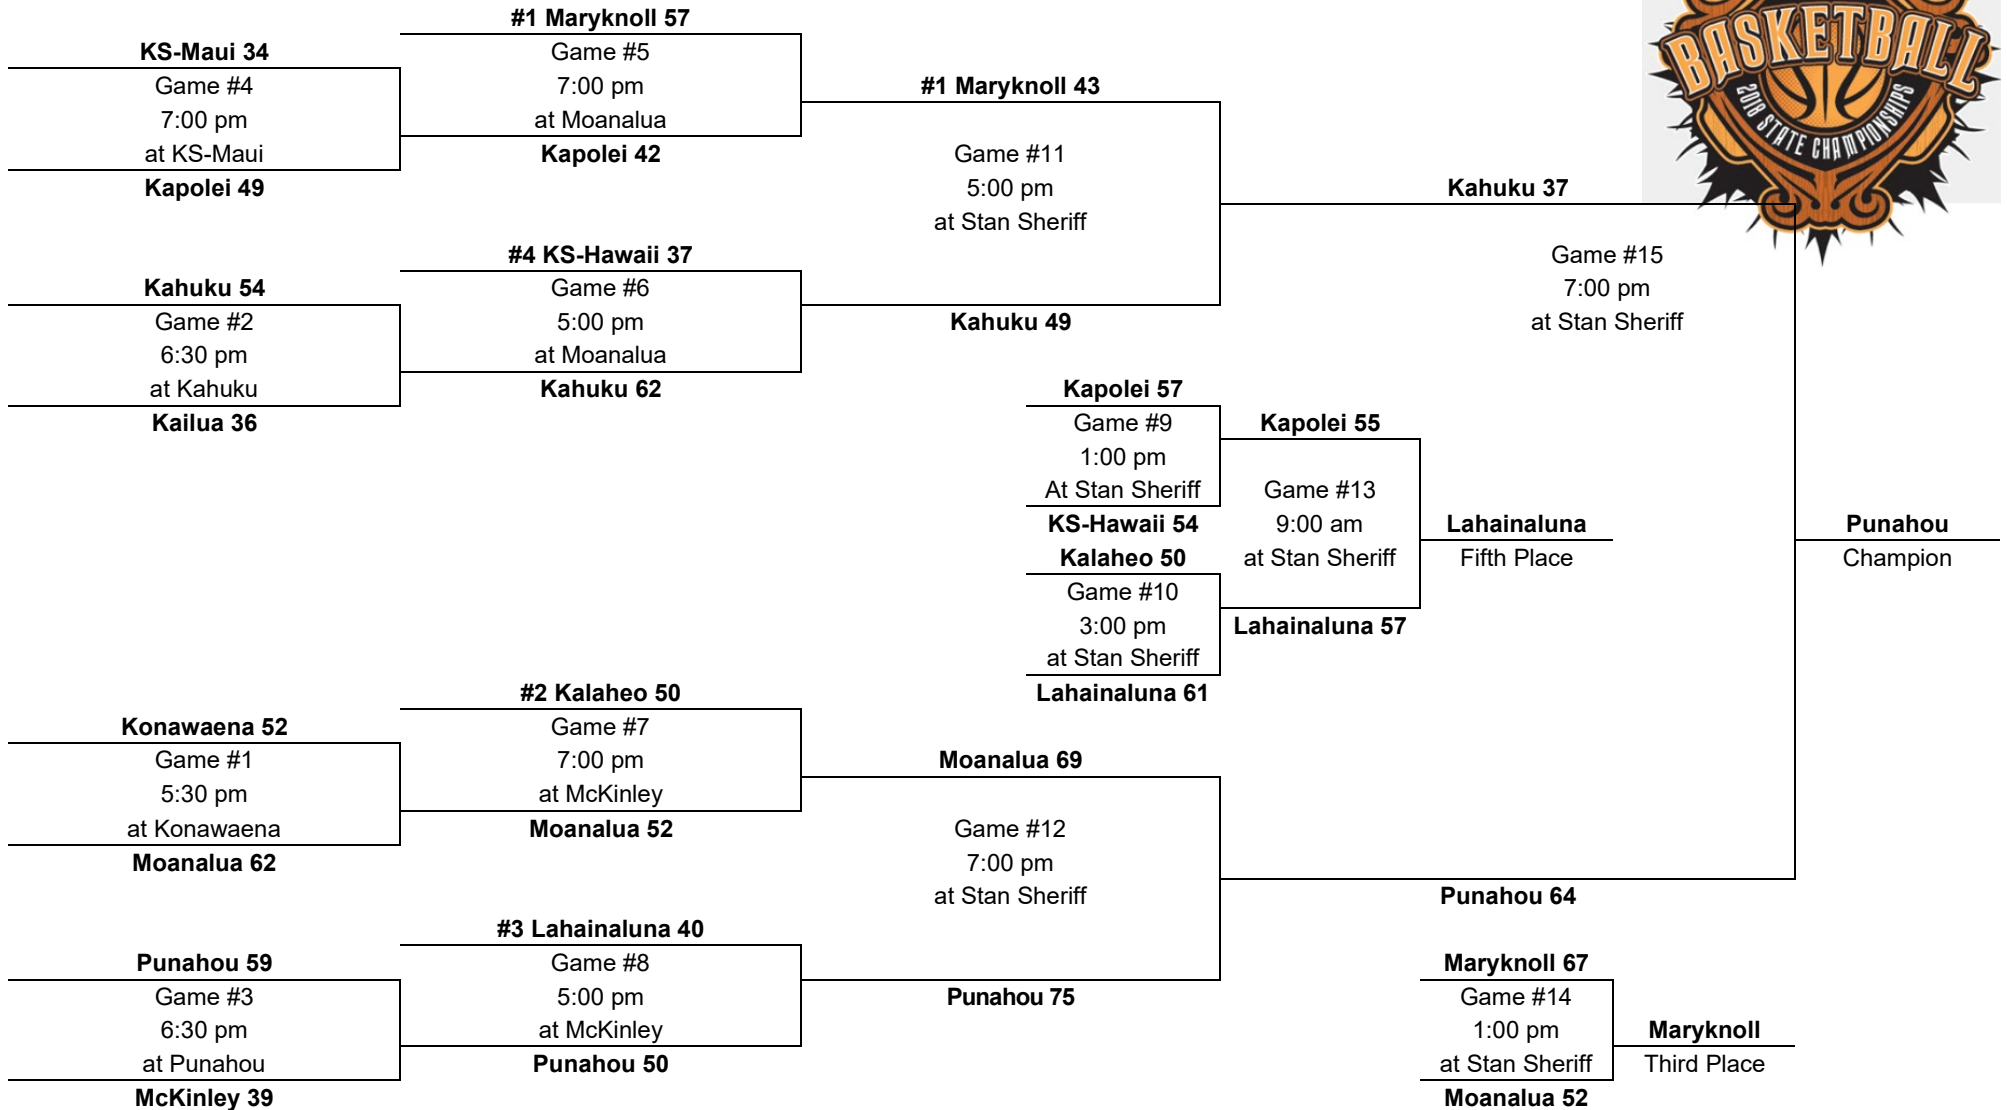 #1 Maryknoll 57
KS-Maui 34
Game #5
Game #4
7:00 pm
7:00 pm
at Moanalua
at KS-Maui
Kapolei 42
Kapolei 49
#1 Maryknoll 43
Game #11
5:00 pm
at Stan Sheriff
#4 KS-Hawaii 37
Kahuku 54
Game #6
Game #2
5:00 pm
6:30 pm
at Moanalua
at Kahuku
Kahuku 62
Kailua 36
Kahuku 49
BASKETBALL
2018 STATE CHAMPIONSHIPS
Kahuku 37
Game #15
7:00 pm
at Stan Sheriff
Kapolei 57
Game #9
1:00 pm
At Stan Sheriff
KS-Hawaii 54
Kapolei 55
Game #13
9:00 am
at Stan Sheriff
Kalaheo 50
Game #10
3:00 pm
at Stan Sheriff
Lahainaluna 61
Lahainaluna 57
Lahainaluna
Fifth Place
Punahou
Champion
#2 Kalaheo 50
Konawaena 52
Game #7
Game #1
7:00 pm
5:30 pm
at McKinley
at Konawaena
Moanalua 52
Moanalua 62
Moanalua 69
Game #12
7:00 pm
at Stan Sheriff
Punahou 64
#3 Lahainaluna 40
Punahou 59
Game #8
Game #3
5:00 pm
6:30 pm
at McKinley
at Punahou
Punahou 50
McKinley 39
Punahou 75
Maryknoll 67
Game #14
1:00 pm
at Stan Sheriff
Moanalua 52
Maryknoll
Third Place